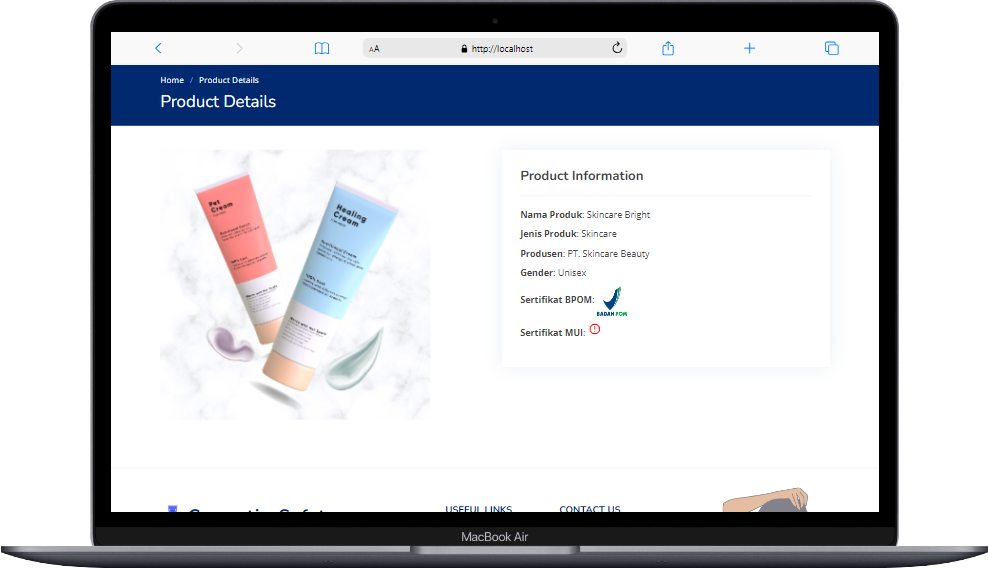 AA
http://localhost
Home / Product Details
Product Details
Pet
Cream
Healing
Cream
Product Information
Nama Produk: Skincare Bright
Jenis Produk: Skincare
Produsen: PT. Skincare Beauty
Gender: Unisex
Sertifikat BPOM:
BADAN POM
Sertifikat MUI:
USEFUL LINKS
CONTACT US
MacBook Air